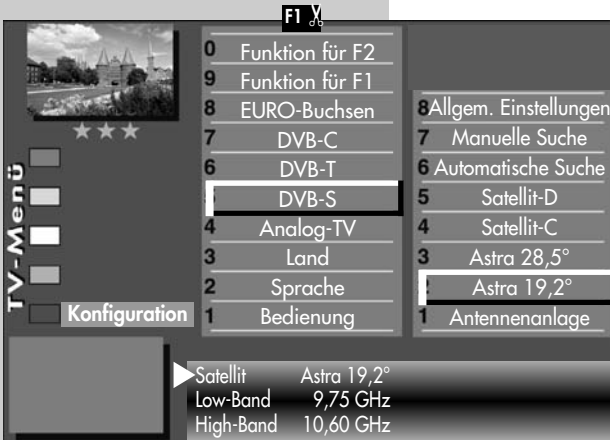 F1
0 Funktion für F2
9 Funktion für F1
8 EURO-Buchsen
7 DVB-C
6 DVB-T
DVB-S
4 Analog-TV
3 Land
2 Sprache
1 Bedienung
8 Allgem. Einstellungen
7 Manuelle Suche
6 Automatische Suche
5 Satellit-D
4 Satellit-C
3 Astra 28,5°
Astra 19,2°
1 Antennenanlage
TV-Menü
Konfiguration
Satellit Astra 19,2°
Low-Band 9,75 GHz
High-Band 10,60 GHz